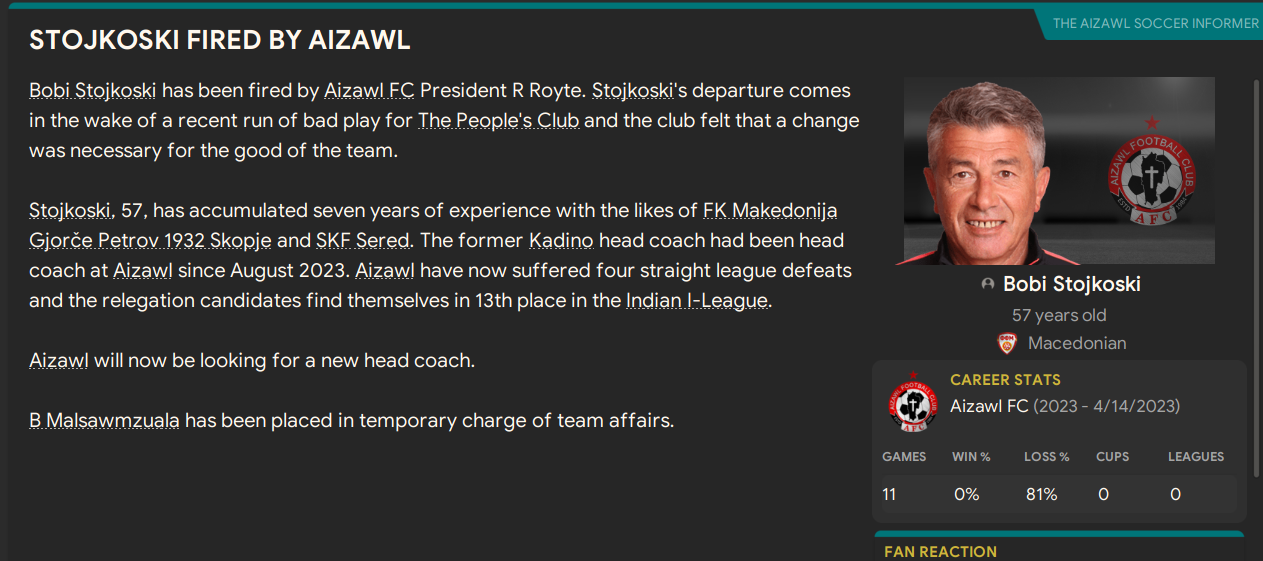 THE AIZAWL SOCCER INFORMER
STOJKOSKI FIRED BY AIZAWL
Bobi Stojkoski has been fired by Aizawl FC President R Royte. Stojkoski's departure comes
in the wake of a recent run of bad play for The People's Club and the club felt that a change
was necessary for the good of the team.
Stojkoski, 57, has accumulated seven years of experience with the likes of FK Makedonija
Gjorče Petrov 1932 Skopje and SKF Sered. The former Kadino head coach had been head
coach at Aizawl since August 2023. Aizawl have now suffered four straight league defeats
and the relegation candidates find themselves in 13th place in the Indian I-League.
Aizawl will now be looking for a new head coach.
B Malsawmzuala has been placed in temporary charge of team affairs.
AIZAWL FOOTBALL CLUB
AFC
Bobi Stojkoski
57 years old
Macedonian
AIZAWL FOOTBALL CLUB
AFC
CAREER STATS
Aizawl FC (2023 - 4/14/2023)
GAMES WIN % LOSS % CUPS LEAGUES
11 0% 81% 0 0
FAN REACTION